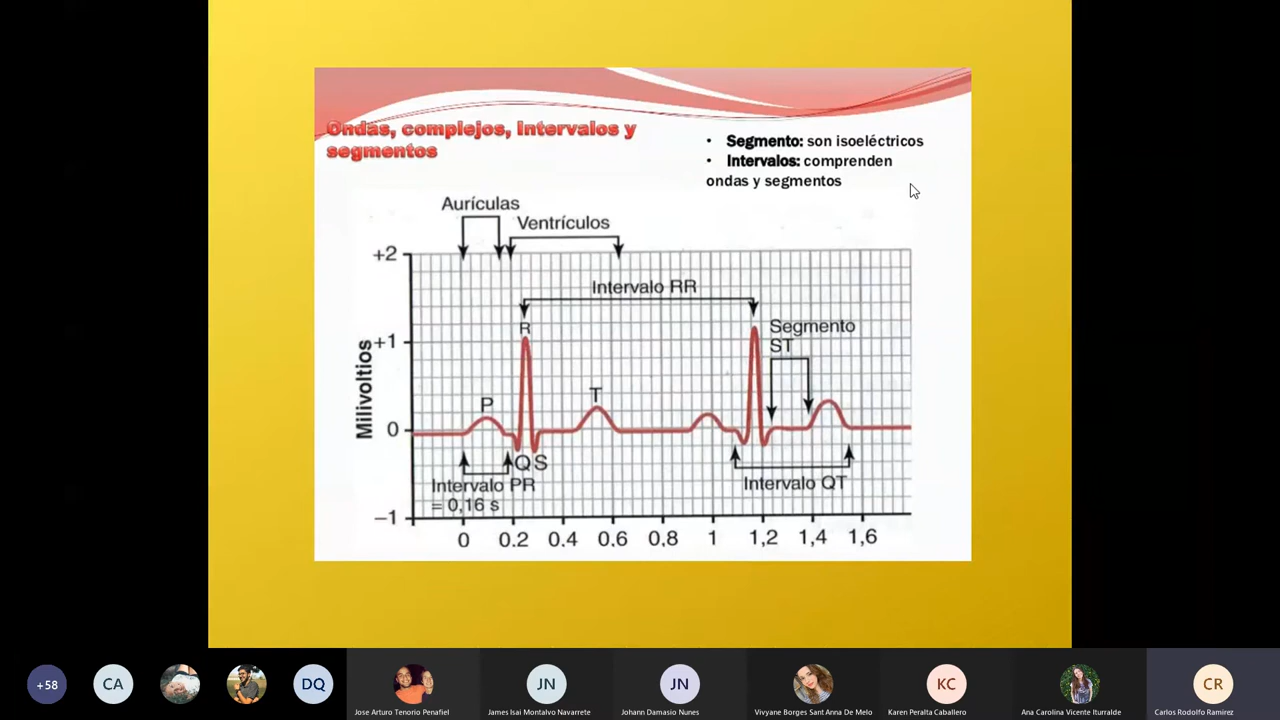 Ondas, complejos, Intervalos y
segmentos
• Segmento: son isoeléctricos
• Intervalos: comprenden
ondas y segmentos
Aurículas
Ventrículos
+2
Intervalo RR
R
Segmento
ST
+1
Milivoltios
P
T
0
Q S
Intervalo PR
= 0,16 s
Intervalo QT
–1
0 0.2 0.4 0.6 0,8 1 1,2 1,4 1,6
+58 CA DQ JN JN KC CR
Jose Arturo Tenorio Penafiel James Isai Montalvo Navarrete Johann Damasio Nunes Vivyane Borges Sant Anna De Melo Karen Peralta Caballero Ana Carolina Vicente Iturralde Carlos Rodolfo Ramirez